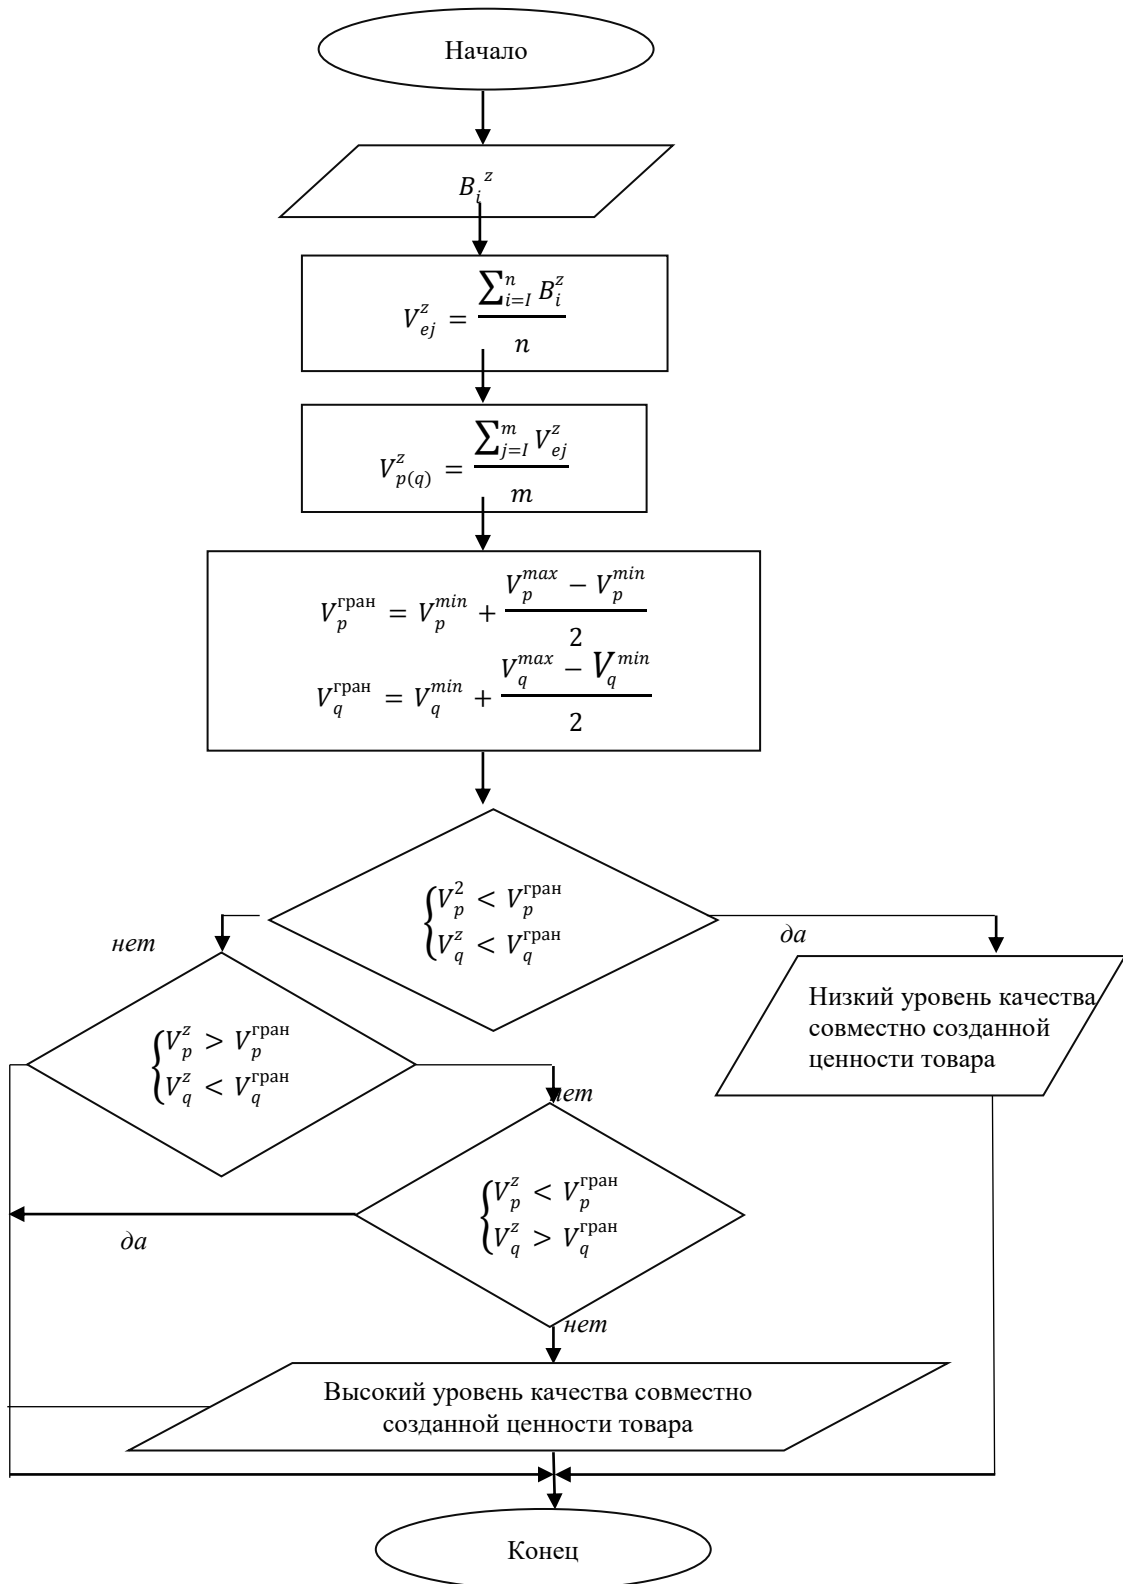 Начало
B_i^z
V_{ej}^z = \frac{\sum_{i=I}^{n} B_i^z}{n}
V_{p(q)}^z = \frac{\sum_{j=I}^{m} V_{ej}^z}{m}
V_p^{гран} = V_p^{min} + \frac{V_p^{max} − V_p^{min}}{2}
V_q^{гран} = V_q^{min} + \frac{V_q^{max} − V_q^{min}}{2}
{V_p^2 < V_p^{гран}
V_q^z < V_q^{гран}
нет
да
Низкий уровень качества
совместно созданной
ценности товара
{V_p^z > V_p^{гран}
V_q^z < V_q^{гран}
нет
{V_p^z < V_p^{гран}
V_q^z > V_q^{гран}
да
нет
Высокий уровень качества совместно
созданной ценности товара
Конец